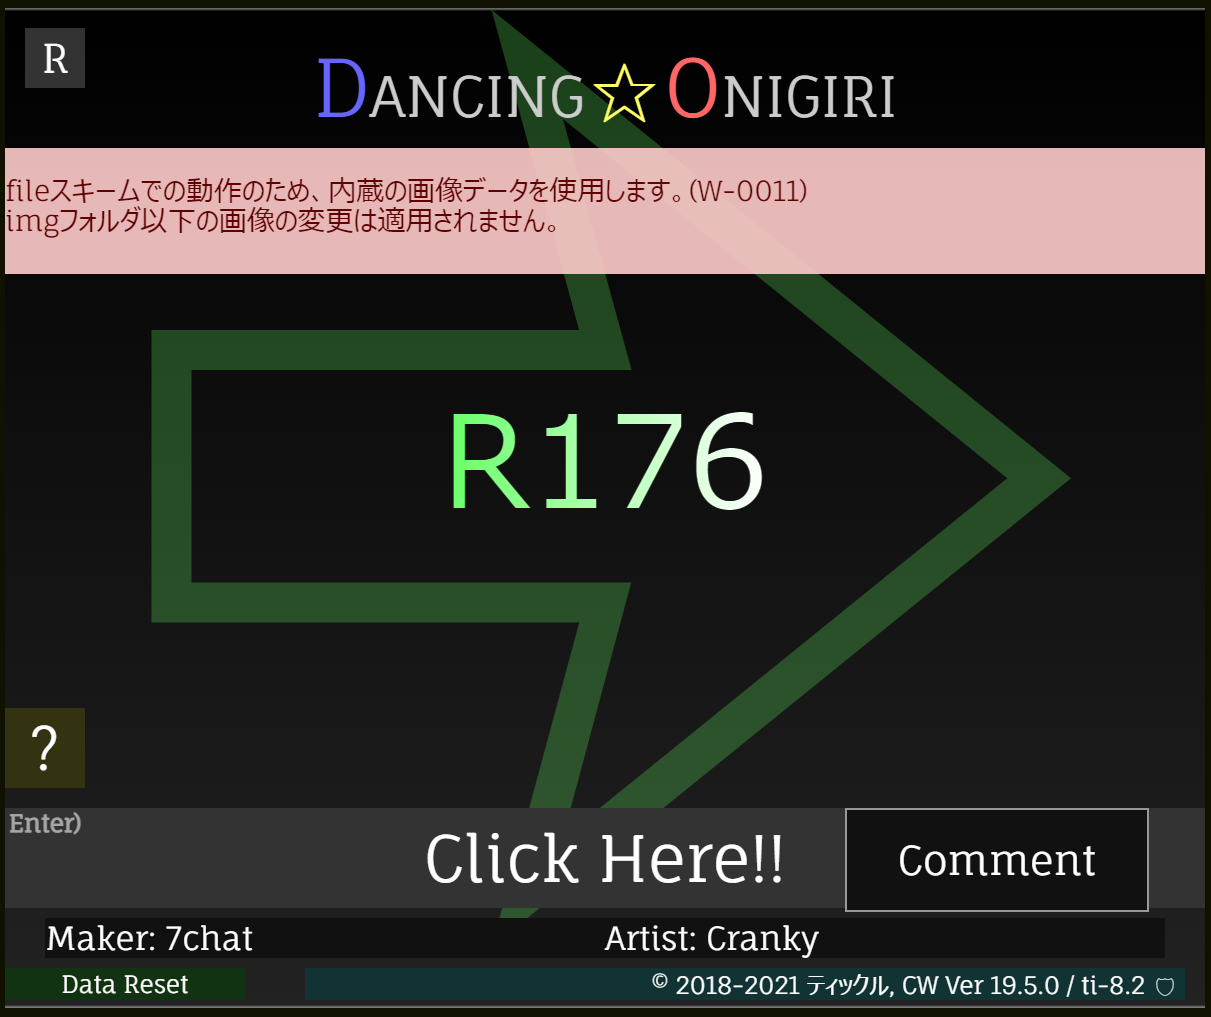 R
DANCING☆ONIGIRI
fileスキームでの動作のため、内蔵の画像データを使用します。(W-0011)
imgフォルダ以下の画像の変更は適用されません。
R176
?
Enter)
Click Here!!
Comment
Maker: 7chat
Artist: Cranky
Data Reset
© 2018-2021 ティックル, CW Ver 19.5.0 / ti-8.2